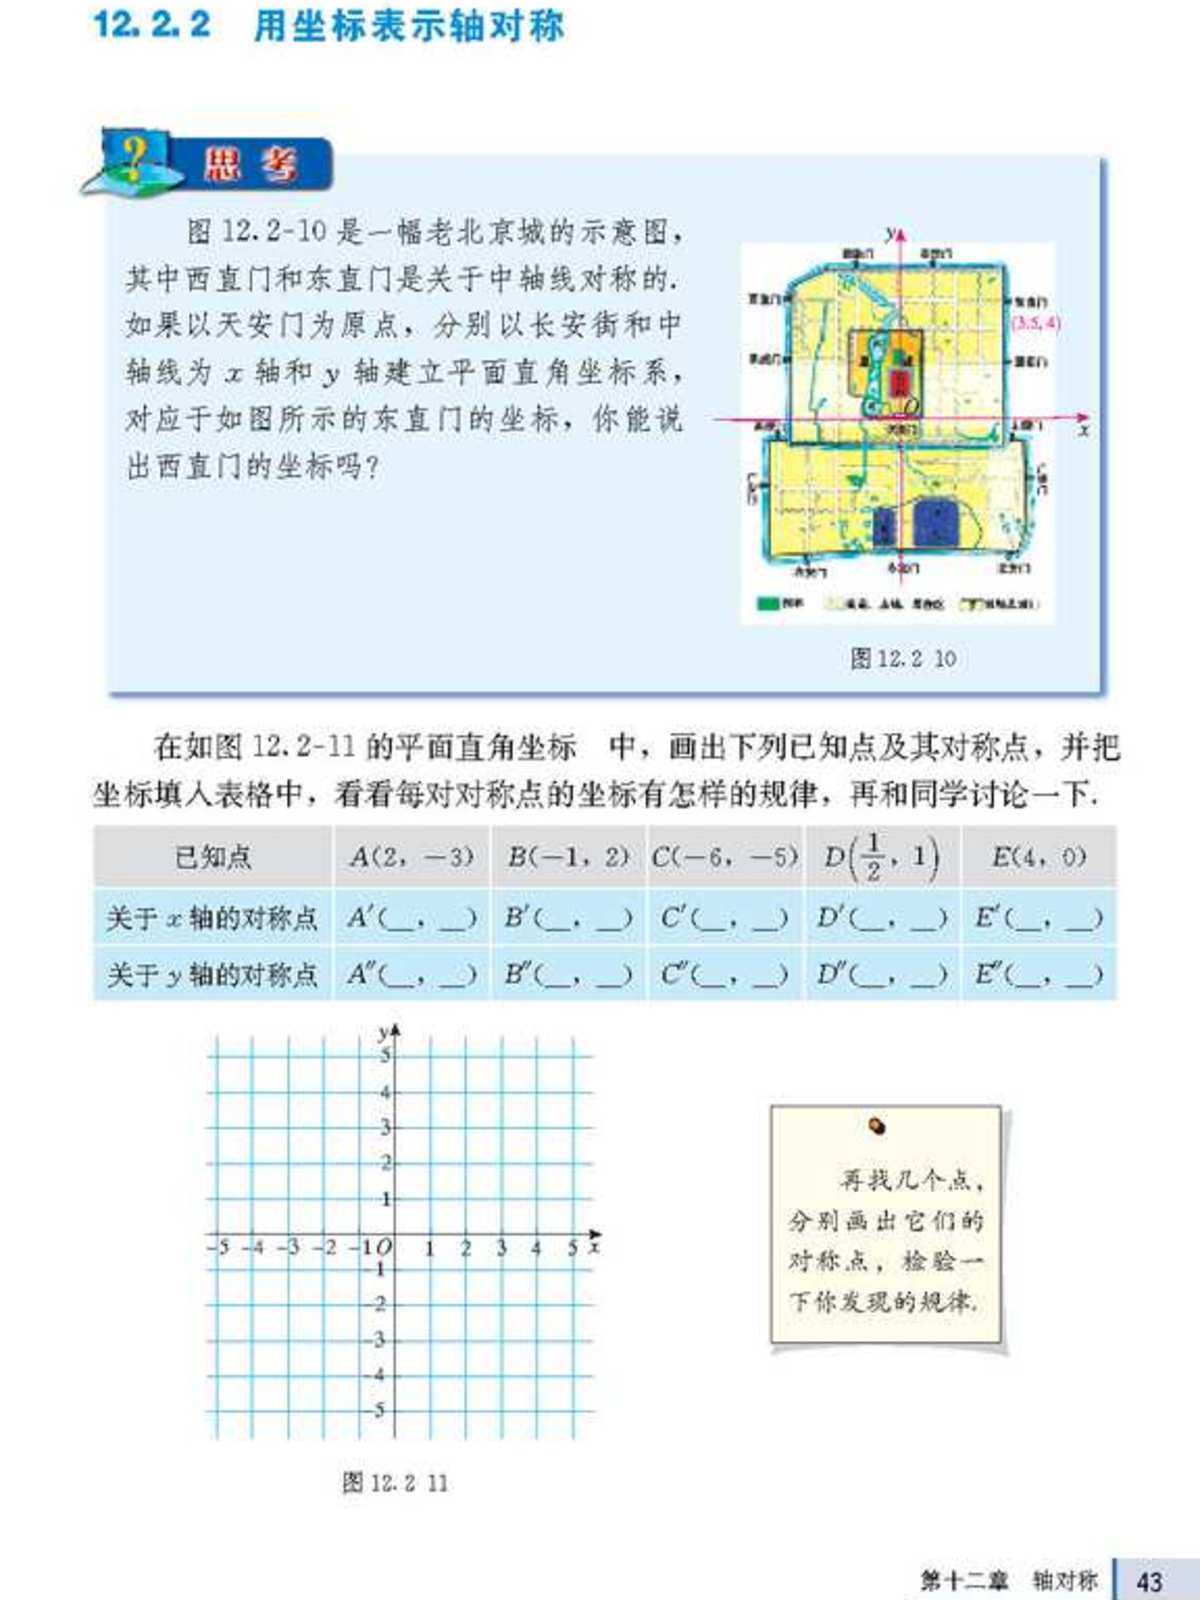 12.2.2 用坐标表示轴对称
?
思考
图 12.2-10 是一幅老北京城的示意图，
其中西直门和东直门是关于中轴线对称的.
如果以天安门为原点，分别以长安街和中
轴线为 x 轴和 y 轴建立平面直角坐标系，
对应于如图所示的东直门的坐标，你能说
出西直门的坐标吗?
y
(3.5, 4)
O
x
图 12.2 10
在如图 12.2-11 的平面直角坐标 中，画出下列已知点及其对称点，并把
坐标填入表格中，看看每对对称点的坐标有怎样的规律，再和同学讨论一下.
已知点 A(2, -3) B(-1, 2) C(-6, -5) D(1/2, 1) E(4, 0)
关于 x 轴的对称点 A′(__, __) B′(__, __) C′(__, __) D′(__, __) E′(__, __)
关于 y 轴的对称点 A″(__, __) B″(__, __) C″(__, __) D″(__, __) E″(__, __)
y
5
4
3
2
1
-5 -4 -3 -2 -1 O 1 2 3 4 5 x
-1
-2
-3
-4
-5
图 12.2 11
再找几个点，
分别画出它们的
对称点，检验一
下你发现的规律.
第十二章 轴对称 43